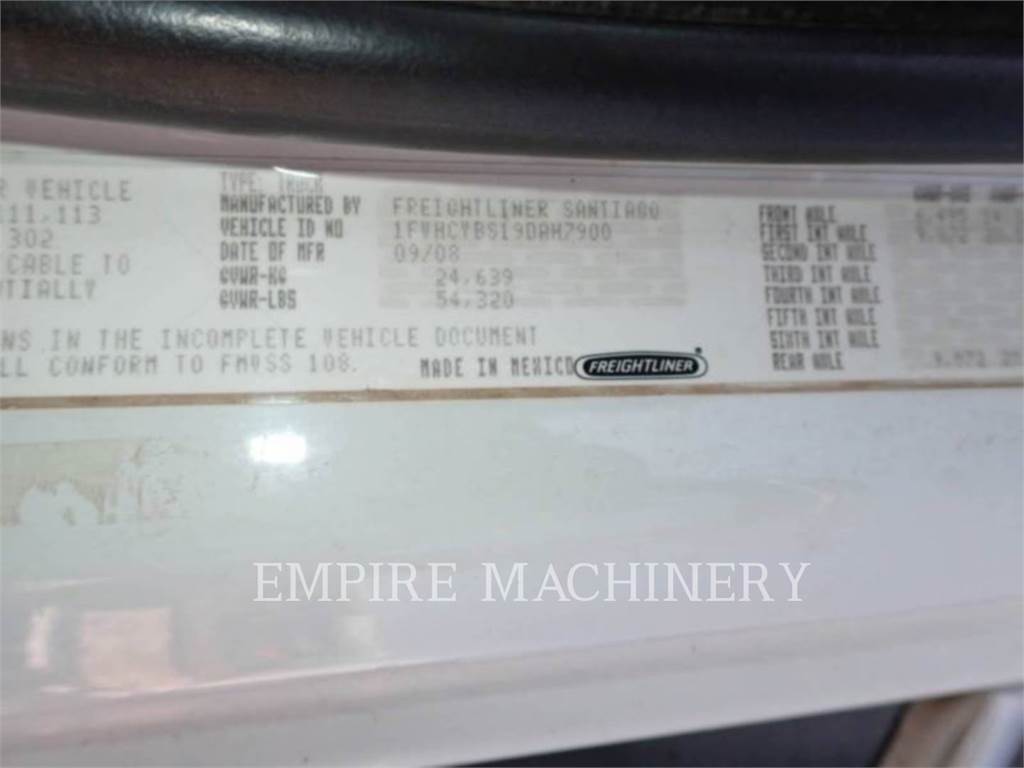 R VEHICLE
11,113
302
CABLE TO
TIALLY
TYPE: TRUCK
MANUFACTURED BY FREIGHTLINER SANTIAGO
VEHICLE ID NO 1FVHCYBS19DAH7900
DATE OF MFR 09/08
GVWR-KG 24,639
GVWR-LBS 54,320
FRONT AXLE
FIRST INT AXLE
SECOND INT AXLE
THIRD INT AXLE
FOURTH INT AXLE
FIFTH INT AXLE
SIXTH INT AXLE
REAR AXLE
NS IN THE INCOMPLETE VEHICLE DOCUMENT
LL CONFORM TO FMVSS 108.
MADE IN MEXICO FREIGHTLINER
EMPIRE MACHINERY